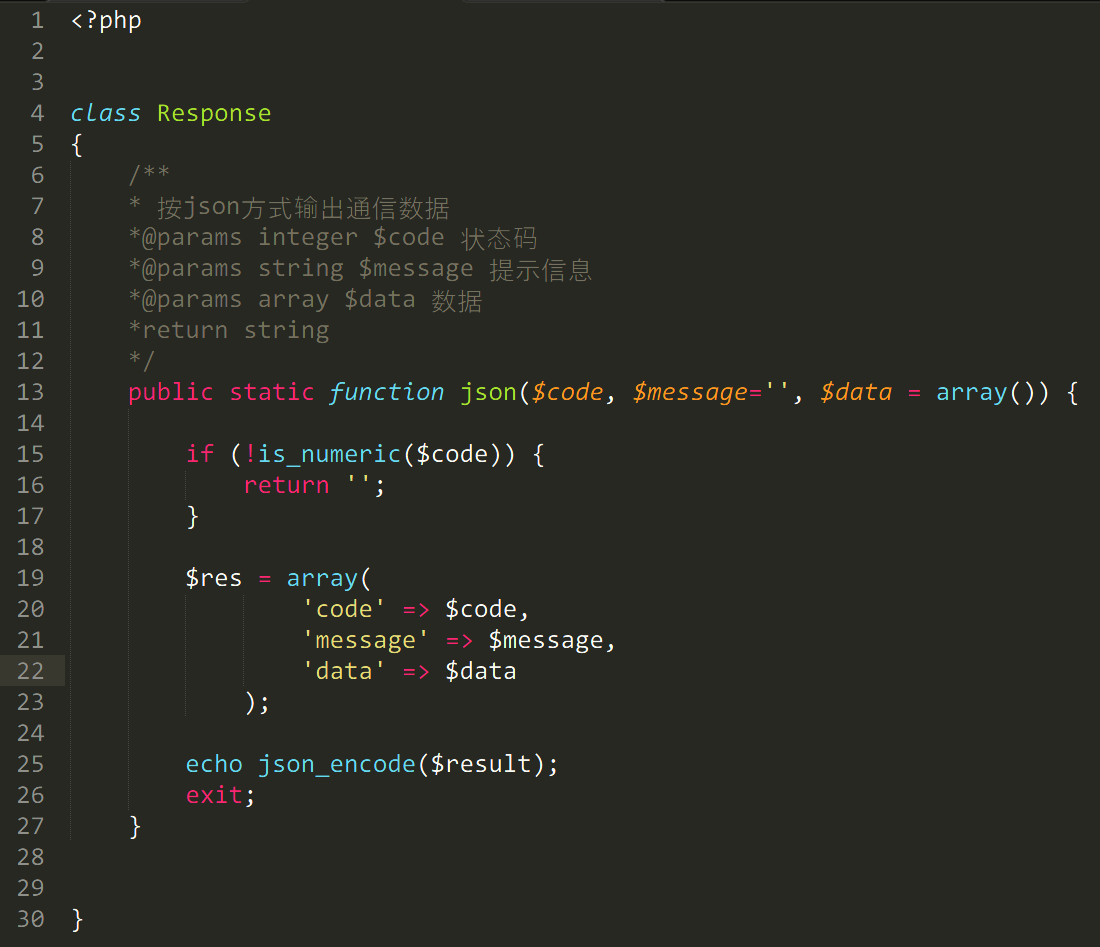 1 <?php
2
3
4 class Response
5 {
6     /**
7     * 按json方式输出通信数据
8     *@params integer $code 状态码
9     *@params string $message 提示信息
10     *@params array $data 数据
11     *return string
12     */
13     public static function json($code, $message='', $data = array()) {
14
15         if (!is_numeric($code)) {
16             return '';
17         }
18
19         $res = array(
20                 'code' => $code,
21                 'message' => $message,
22                 'data' => $data
23             );
24
25         echo json_encode($result);
26         exit;
27     }
28
29
30 }